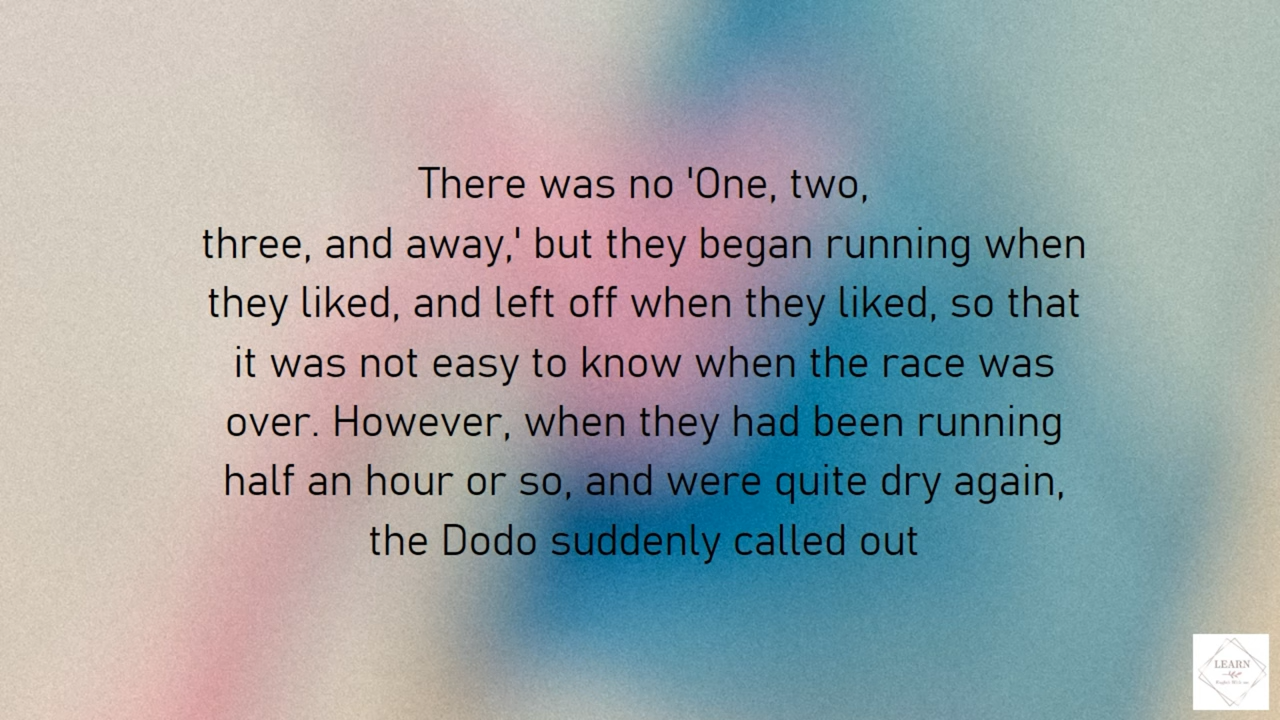 There was no 'One, two,
three, and away,' but they began running when
they liked, and left off when they liked, so that
it was not easy to know when the race was
over. However, when they had been running
half an hour or so, and were quite dry again,
the Dodo suddenly called out
LEARN